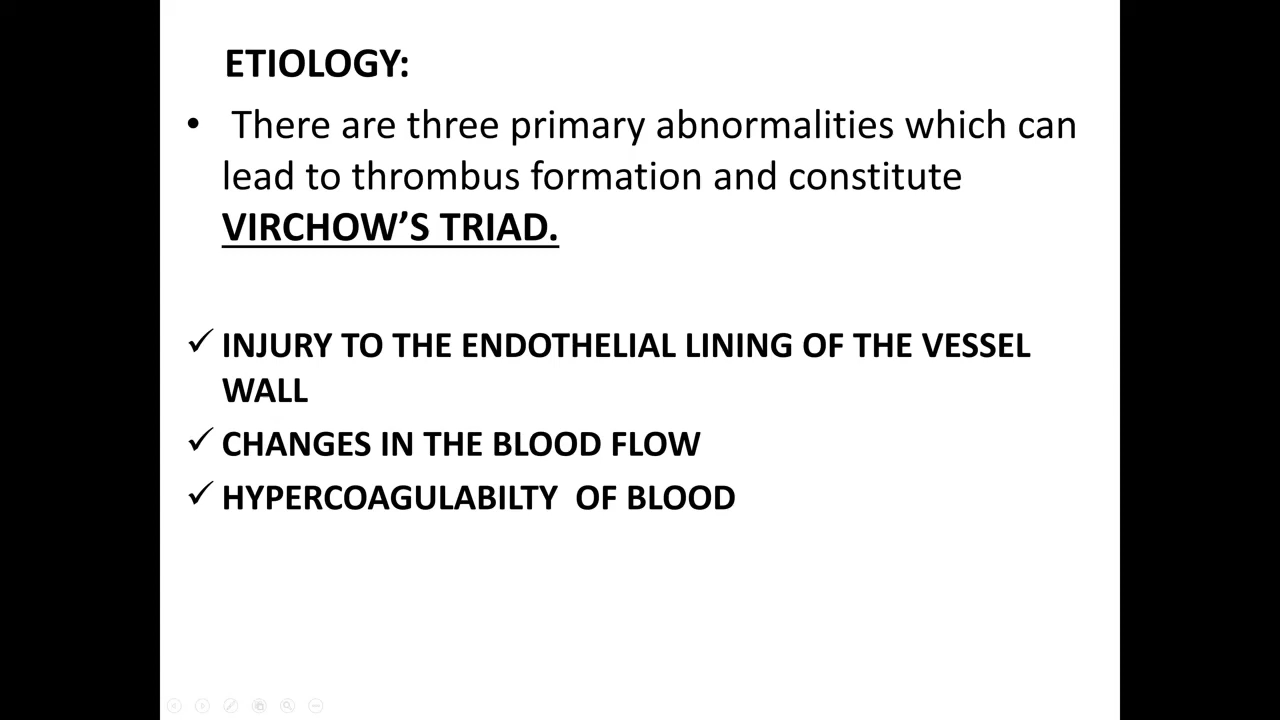 ETIOLOGY:
• There are three primary abnormalities which can
lead to thrombus formation and constitute
VIRCHOW’S TRIAD.
✓ INJURY TO THE ENDOTHELIAL LINING OF THE VESSEL
WALL
✓ CHANGES IN THE BLOOD FLOW
✓ HYPERCOAGULABILTY OF BLOOD